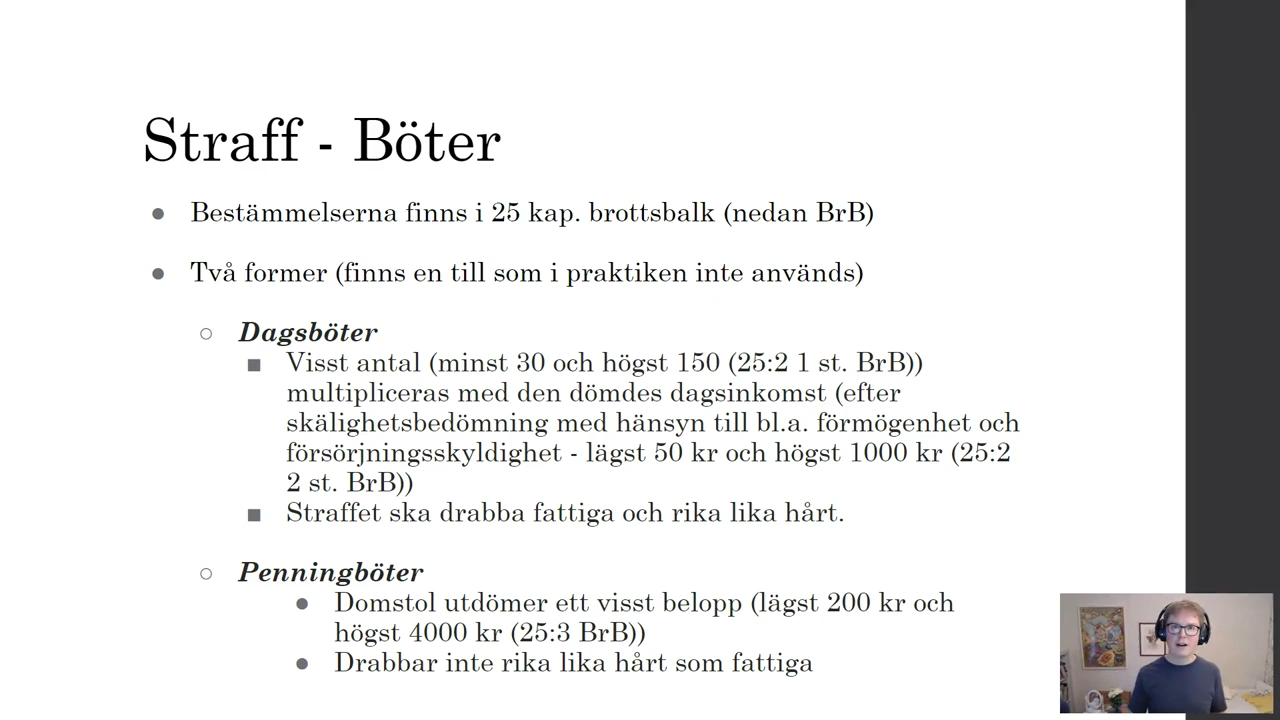 Straff - Böter
● Bestämmelserna finns i 25 kap. brottsbalk (nedan BrB)
● Två former (finns en till som i praktiken inte används)
○ Dagsböter
■ Visst antal (minst 30 och högst 150 (25:2 1 st. BrB))
multipliceras med den dömdes dagsinkomst (efter
skälighetsbedömning med hänsyn till bl.a. förmögenhet och
försörjningsskyldighet - lägst 50 kr och högst 1000 kr (25:2
2 st. BrB))
■ Straffet ska drabba fattiga och rika lika hårt.
○ Penningböter
● Domstol utdömer ett visst belopp (lägst 200 kr och
högst 4000 kr (25:3 BrB))
● Drabbar inte rika lika hårt som fattiga